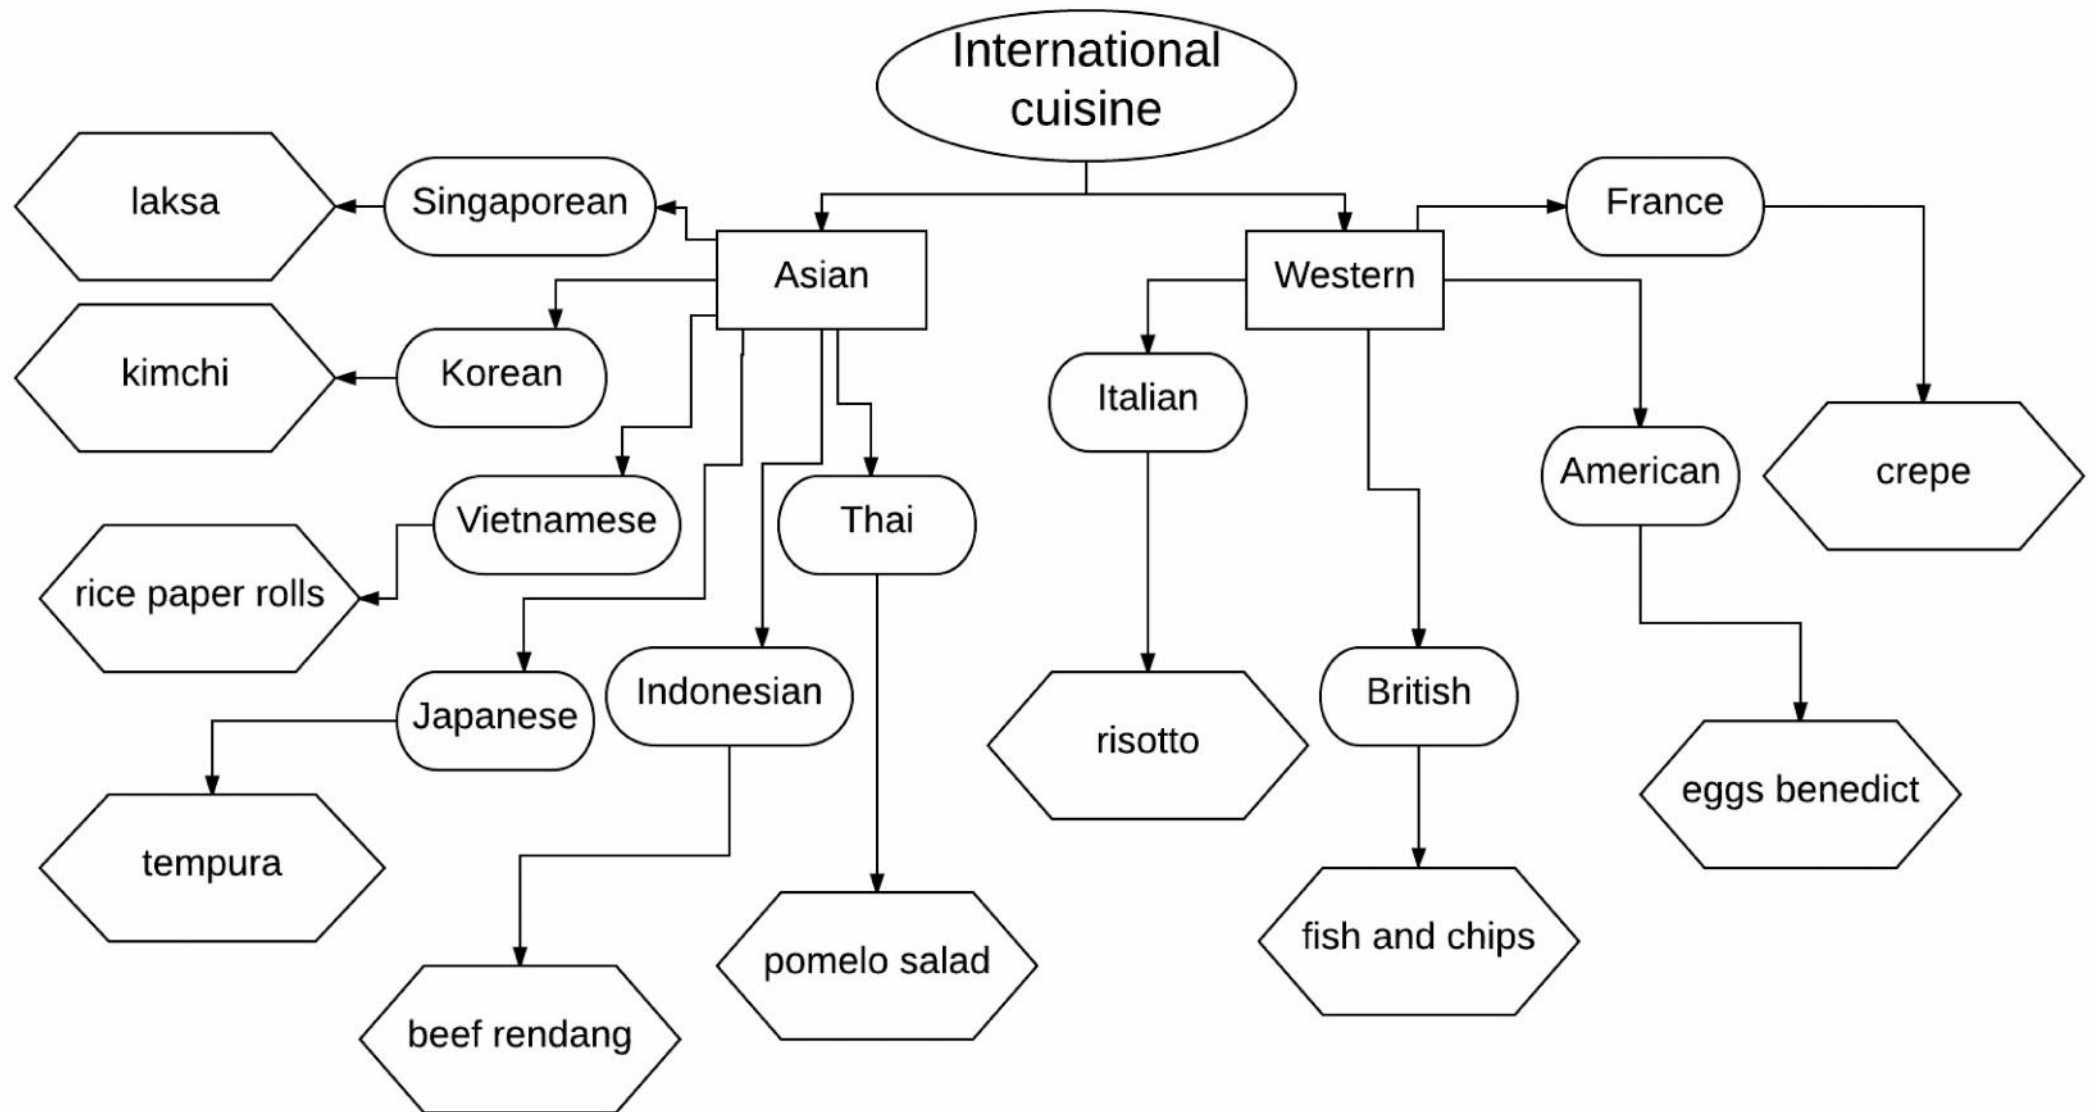 International
cuisine
laksa
Singaporean
France
Asian
Western
kimchi
Korean
Italian
American
crepe
Vietnamese
Thai
rice paper rolls
Japanese
Indonesian
risotto
British
eggs benedict
tempura
pomelo salad
fish and chips
beef rendang